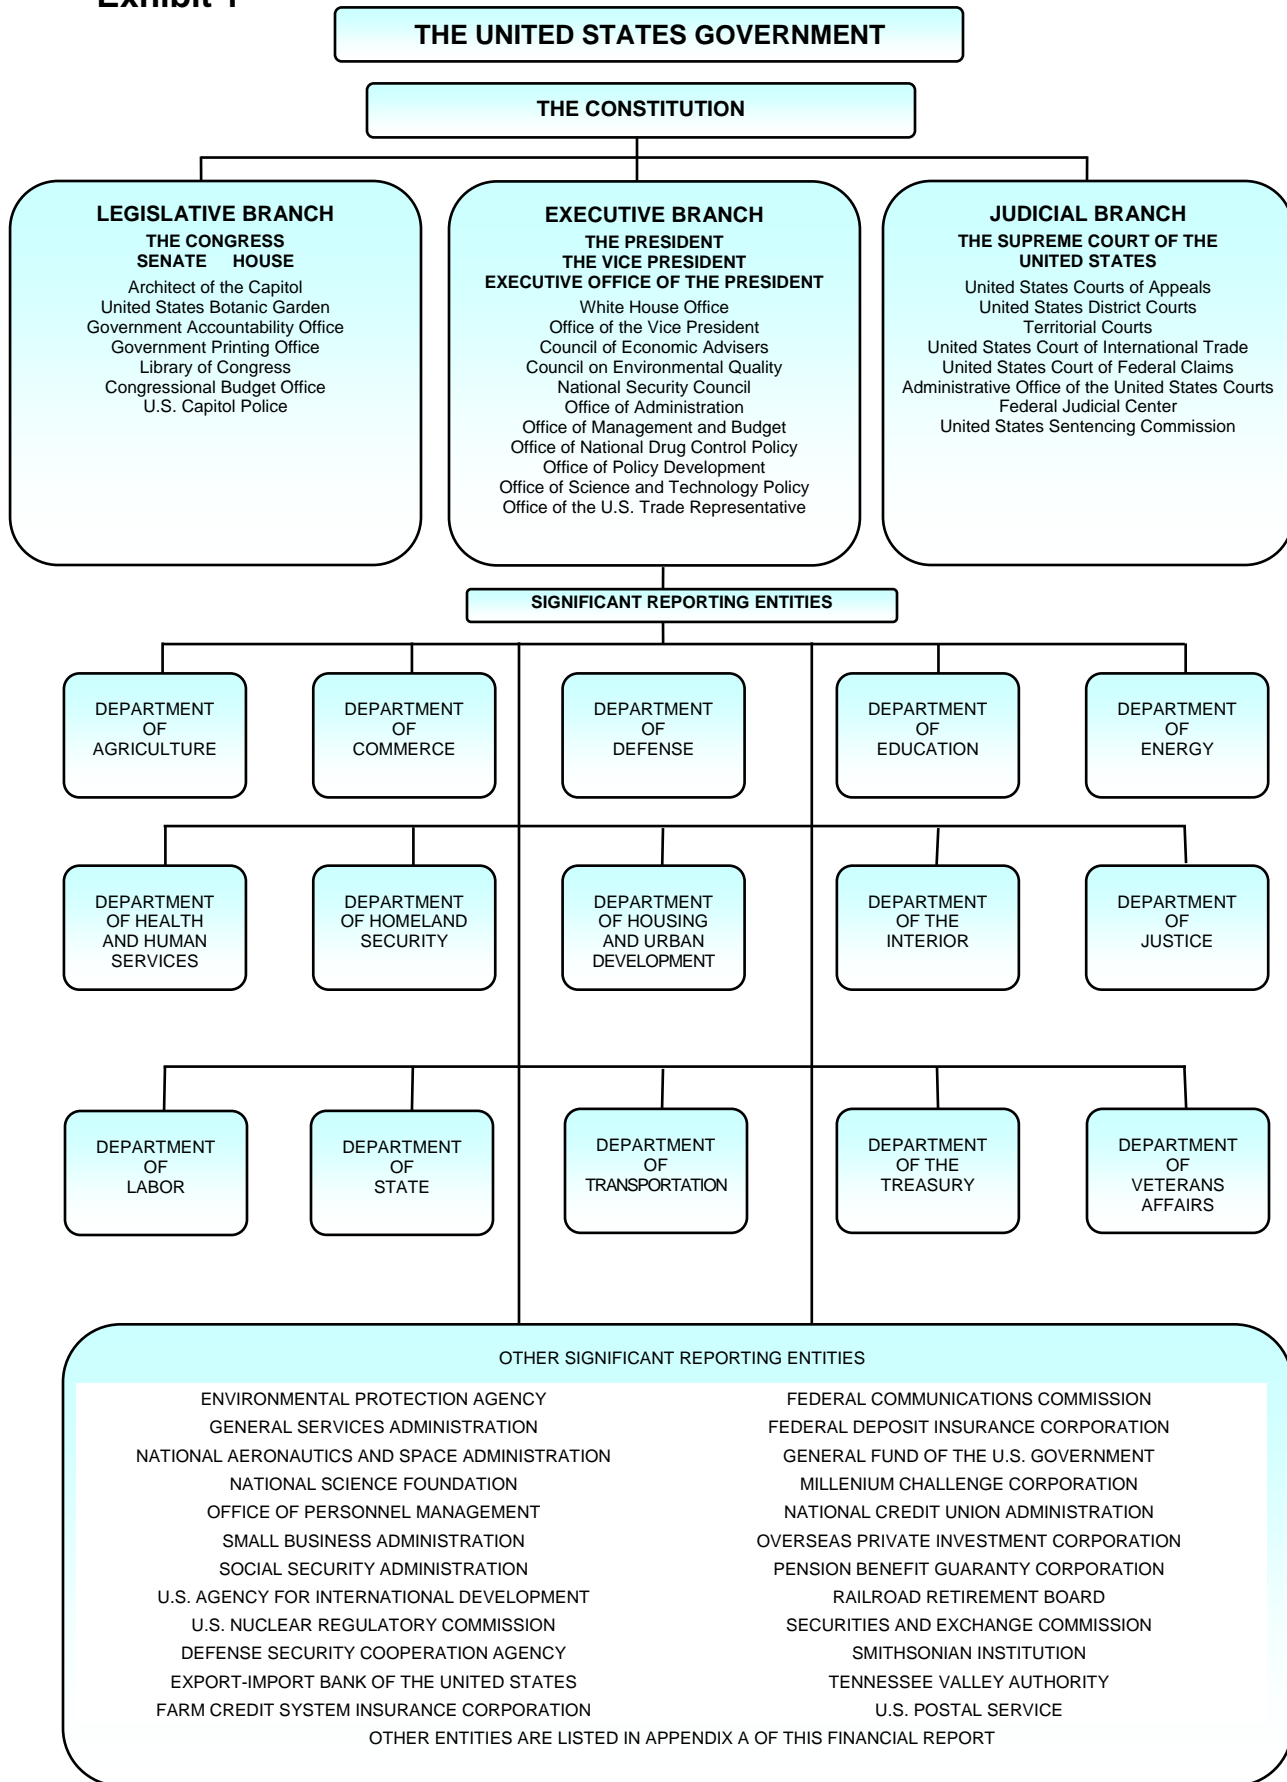 Exhibit 1
THE UNITED STATES GOVERNMENT
THE CONSTITUTION
LEGISLATIVE BRANCH
THE CONGRESS
SENATE HOUSE
Architect of the Capitol
United States Botanic Garden
Government Accountability Office
Government Printing Office
Library of Congress
Congressional Budget Office
U.S. Capitol Police
EXECUTIVE BRANCH
THE PRESIDENT
THE VICE PRESIDENT
EXECUTIVE OFFICE OF THE PRESIDENT
White House Office
Office of the Vice President
Council of Economic Advisers
Council on Environmental Quality
National Security Council
Office of Administration
Office of Management and Budget
Office of National Drug Control Policy
Office of Policy Development
Office of Science and Technology Policy
Office of the U.S. Trade Representative
JUDICIAL BRANCH
THE SUPREME COURT OF THE
UNITED STATES
United States Courts of Appeals
United States District Courts
Territorial Courts
United States Court of International Trade
United States Court of Federal Claims
Administrative Office of the United States Courts
Federal Judicial Center
United States Sentencing Commission
SIGNIFICANT REPORTING ENTITIES
DEPARTMENT
OF
AGRICULTURE
DEPARTMENT
OF
COMMERCE
DEPARTMENT
OF
DEFENSE
DEPARTMENT
OF
EDUCATION
DEPARTMENT
OF
ENERGY
DEPARTMENT
OF HEALTH
AND HUMAN
SERVICES
DEPARTMENT
OF HOMELAND
SECURITY
DEPARTMENT
OF HOUSING
AND URBAN
DEVELOPMENT
DEPARTMENT
OF THE
INTERIOR
DEPARTMENT
OF
JUSTICE
DEPARTMENT
OF
LABOR
DEPARTMENT
OF
STATE
DEPARTMENT
OF
TRANSPORTATION
DEPARTMENT
OF THE
TREASURY
DEPARTMENT
OF
VETERANS
AFFAIRS
OTHER SIGNIFICANT REPORTING ENTITIES
ENVIRONMENTAL PROTECTION AGENCY
GENERAL SERVICES ADMINISTRATION
NATIONAL AERONAUTICS AND SPACE ADMINISTRATION
NATIONAL SCIENCE FOUNDATION
OFFICE OF PERSONNEL MANAGEMENT
SMALL BUSINESS ADMINISTRATION
SOCIAL SECURITY ADMINISTRATION
U.S. AGENCY FOR INTERNATIONAL DEVELOPMENT
U.S. NUCLEAR REGULATORY COMMISSION
DEFENSE SECURITY COOPERATION AGENCY
EXPORT-IMPORT BANK OF THE UNITED STATES
FARM CREDIT SYSTEM INSURANCE CORPORATION
FEDERAL COMMUNICATIONS COMMISSION
FEDERAL DEPOSIT INSURANCE CORPORATION
GENERAL FUND OF THE U.S. GOVERNMENT
MILLENIUM CHALLENGE CORPORATION
NATIONAL CREDIT UNION ADMINISTRATION
OVERSEAS PRIVATE INVESTMENT CORPORATION
PENSION BENEFIT GUARANTY CORPORATION
RAILROAD RETIREMENT BOARD
SECURITIES AND EXCHANGE COMMISSION
SMITHSONIAN INSTITUTION
TENNESSEE VALLEY AUTHORITY
U.S. POSTAL SERVICE
OTHER ENTITIES ARE LISTED IN APPENDIX A OF THIS FINANCIAL REPORT